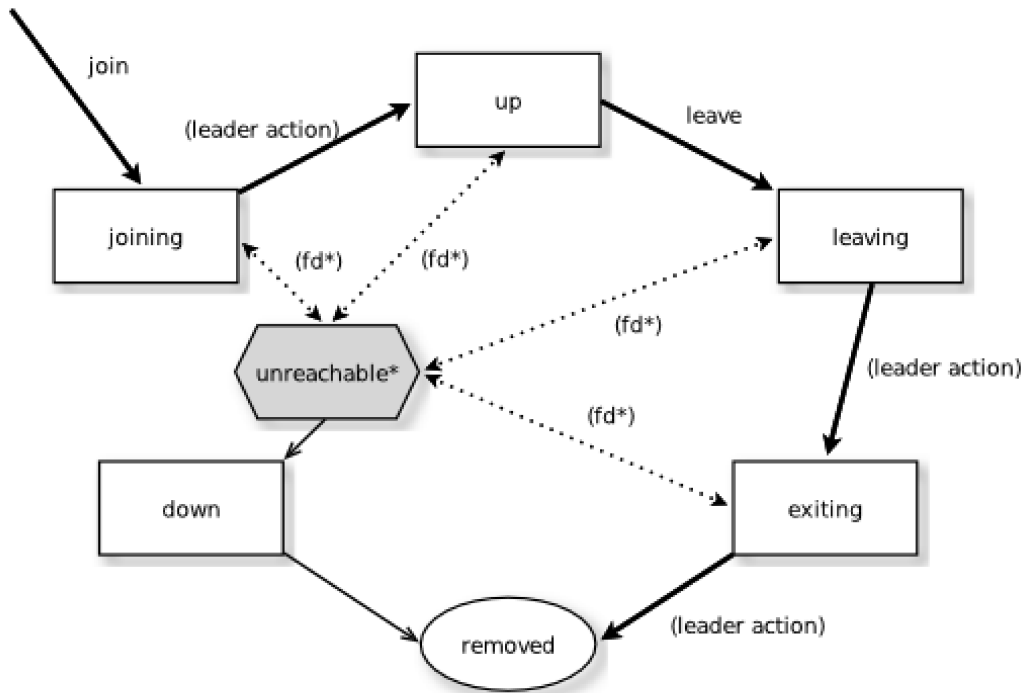 join
up
(leader action)
leave
joining
leaving
(fd*)
(fd*)
(fd*)
unreachable*
(leader action)
(fd*)
down
exiting
removed
(leader action)